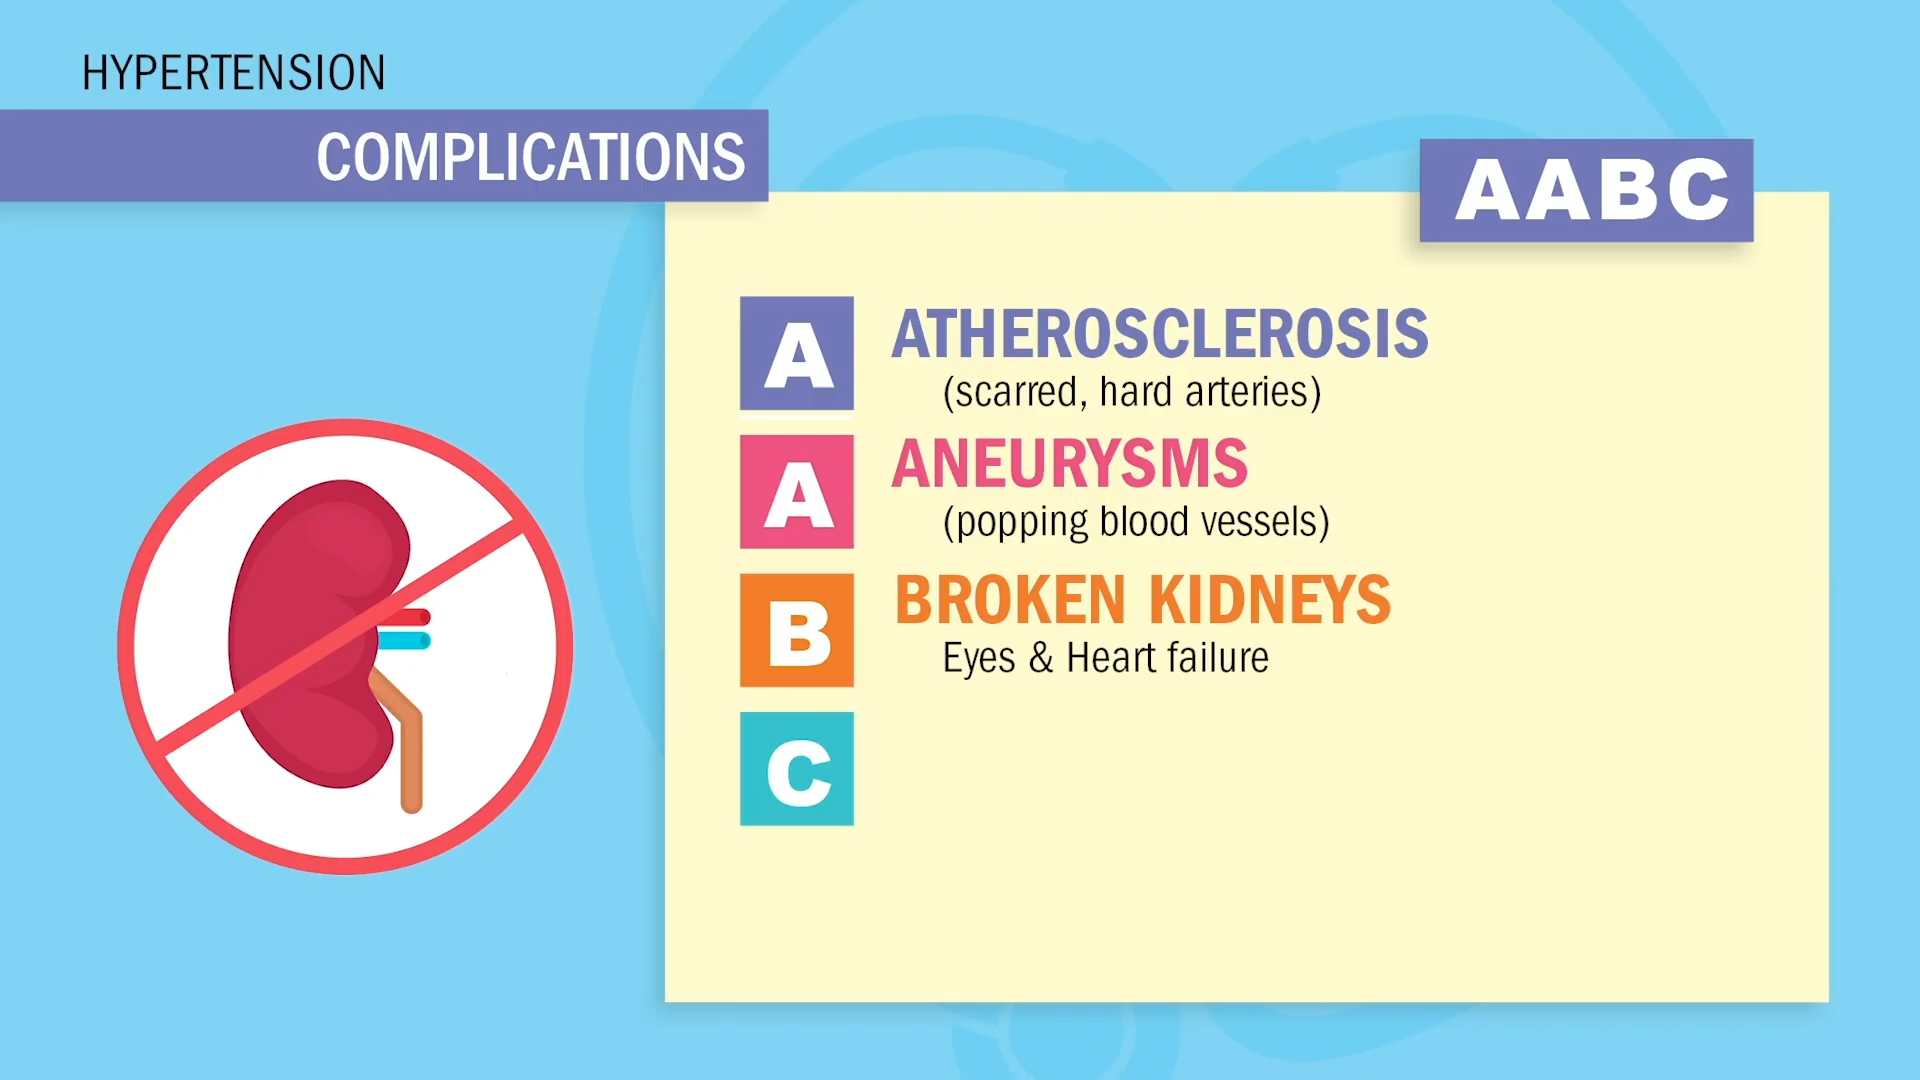 HYPERTENSION
COMPLICATIONS
AABC
A ATHEROSCLEROSIS
(scarred, hard arteries)
A ANEURYSMS
(popping blood vessels)
B BROKEN KIDNEYS
Eyes & Heart failure
C